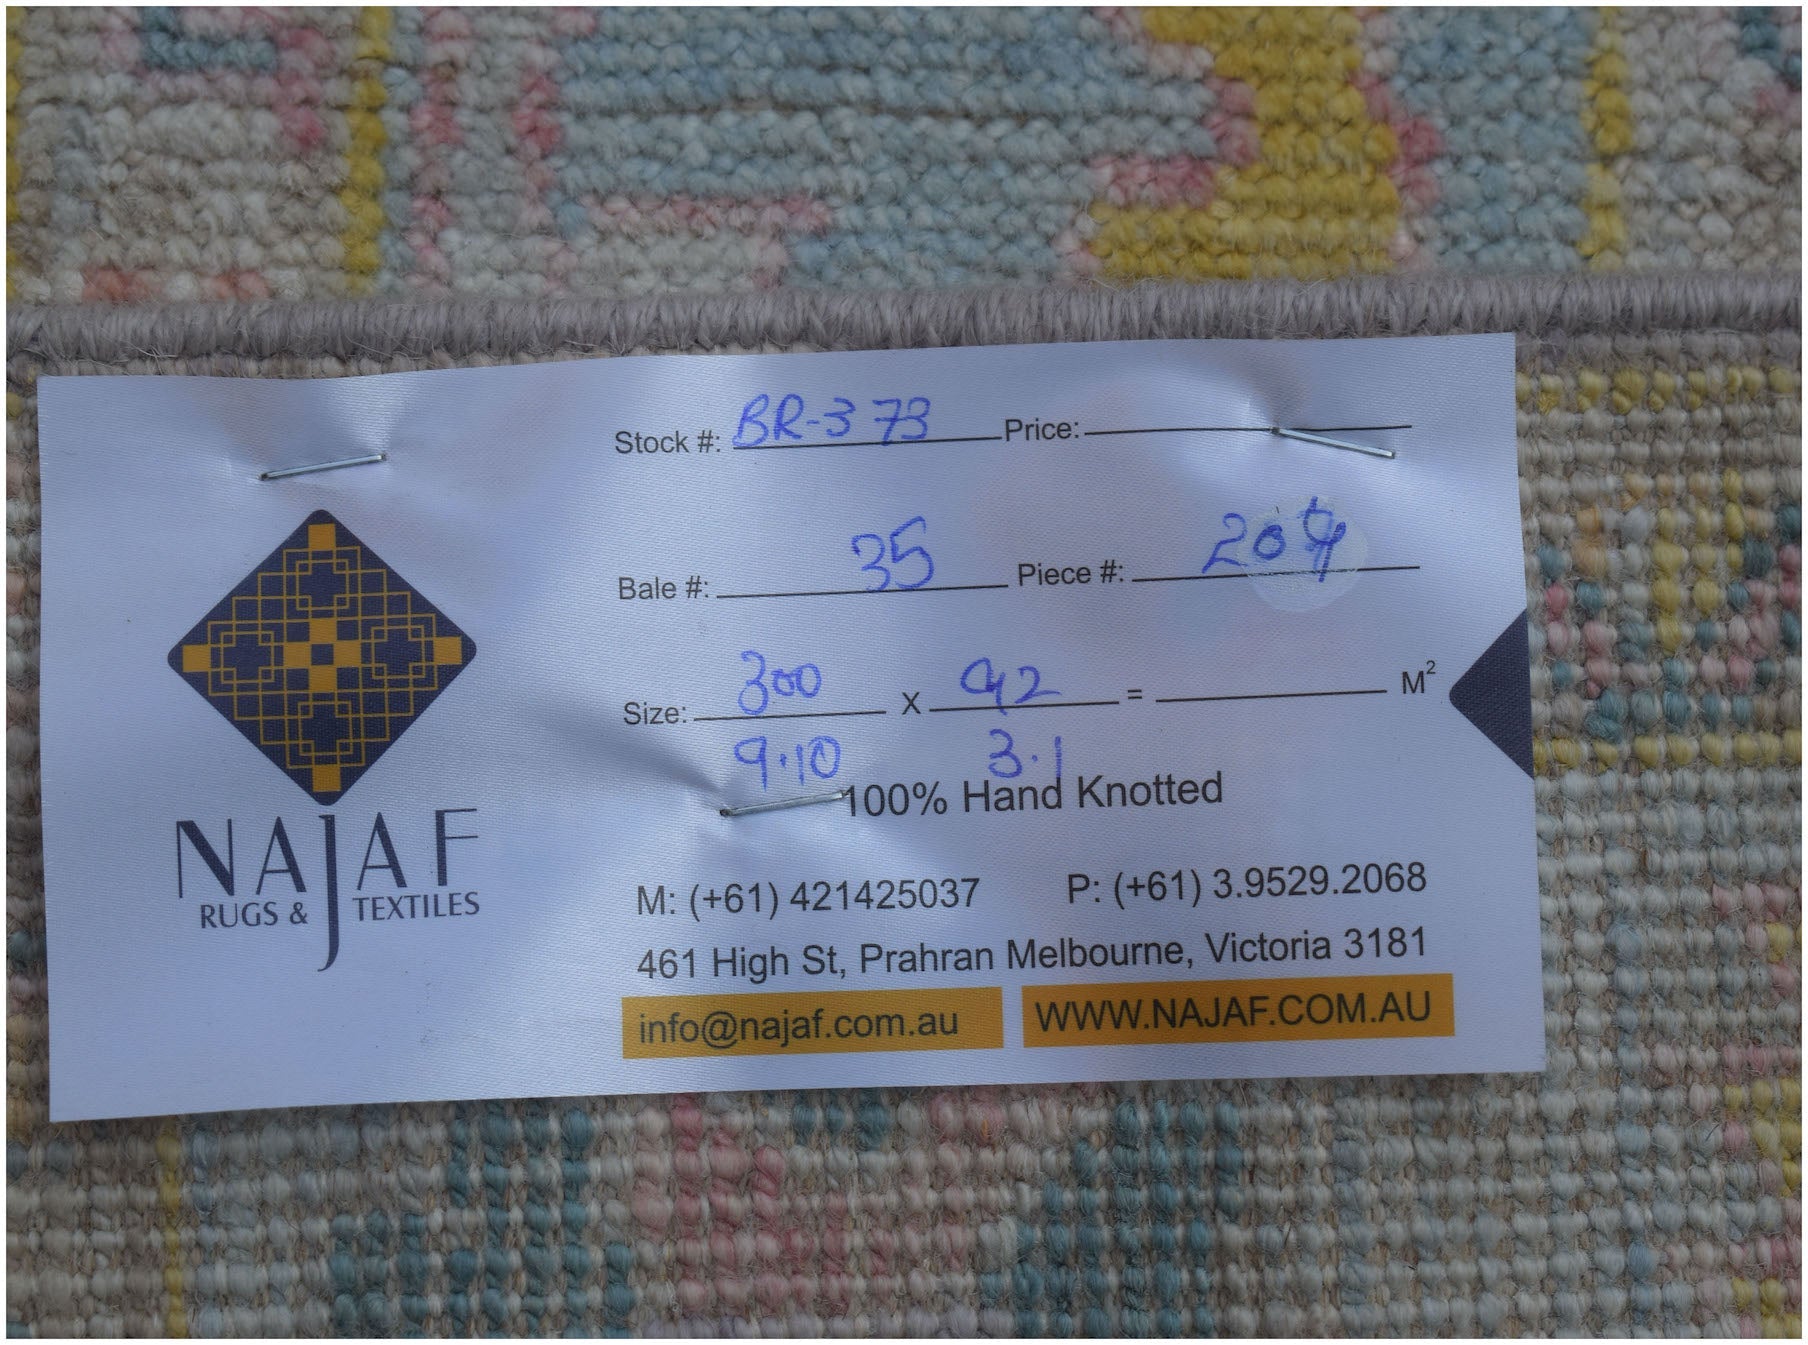 Stock #: BR-373 Price:
Bale #: 35 Piece #:
Size: 300 x 92 = M²
9.10 3.1
100% Hand Knotted
NAJAF
RUGS & TEXTILES
M: (+61) 421425037 P: (+61) 3.9529.2068
461 High St, Prahran Melbourne, Victoria 3181
info@najaf.com.au WWW.NAJAF.COM.AU